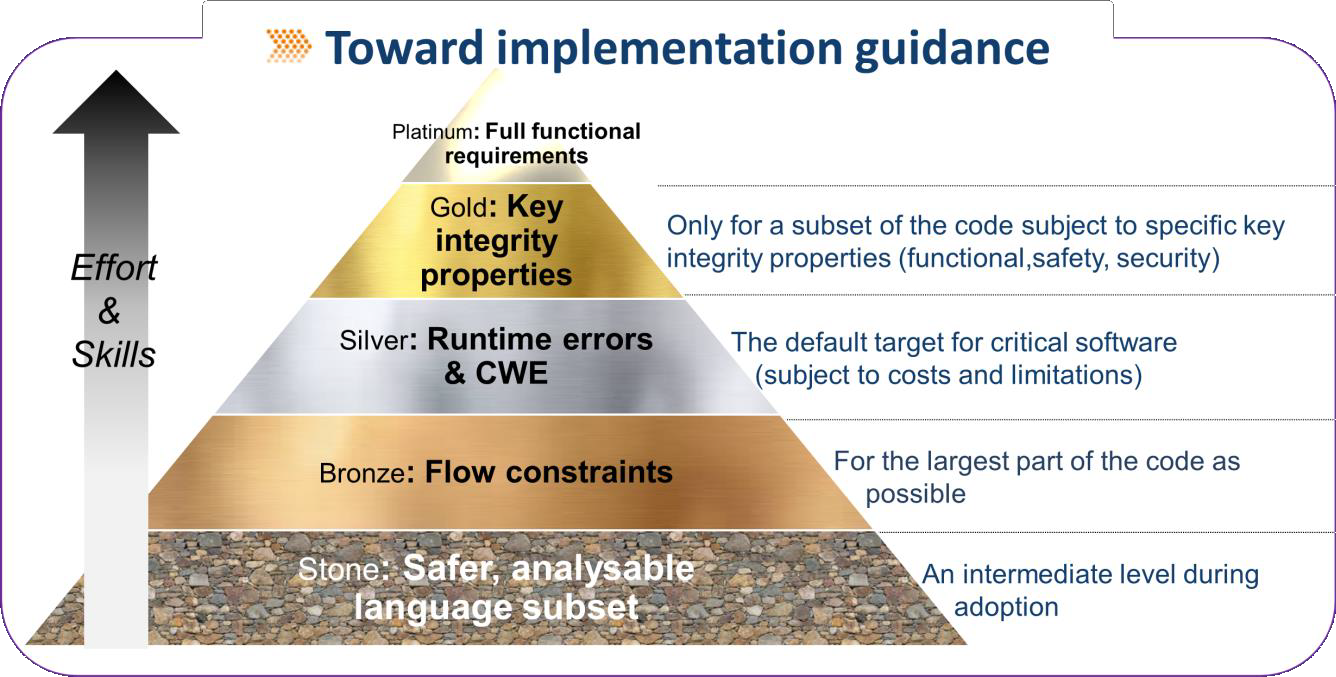 Toward implementation guidance
Platinum: Full functional
requirements
Gold: Key
integrity
properties
Only for a subset of the code subject to specific key
integrity properties (functional,safety, security)
Effort
&
Skills
Silver: Runtime errors
& CWE
The default target for critical software
(subject to costs and limitations)
Bronze: Flow constraints
For the largest part of the code as
possible
Stone: Safer, analysable
language subset
An intermediate level during
adoption